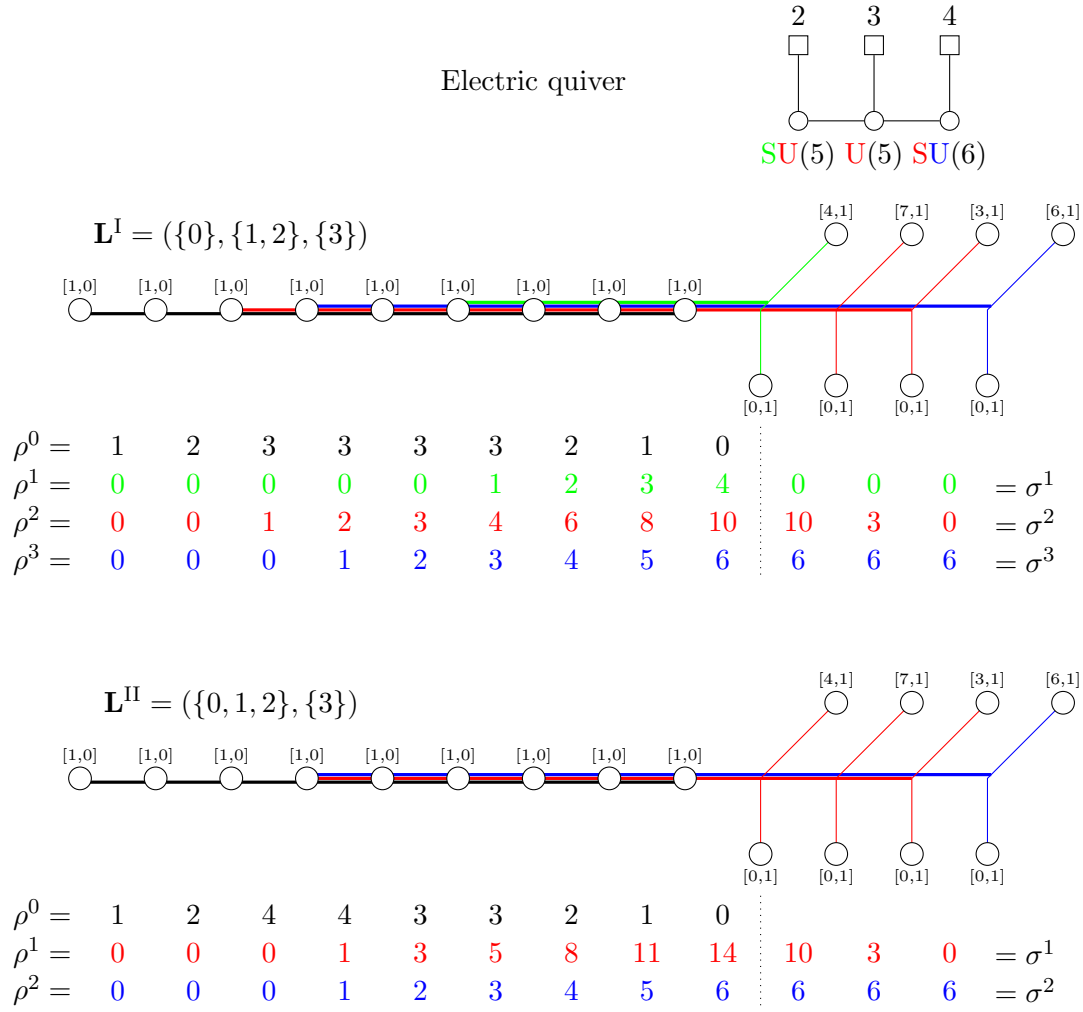 2 3 4
Electric quiver
SU(5) U(5) SU(6)
[4,1] [7,1] [3,1] [6,1]
L^I = ({0}, {1, 2}, {3})
[1,0] [1,0] [1,0] [1,0] [1,0] [1,0] [1,0] [1,0] [1,0]
[0,1] [0,1] [0,1] [0,1]
ρ^0 = 1 2 3 3 3 3 2 1 0
ρ^1 = 0 0 0 0 0 1 2 3 4 0 0 0 = σ^1
ρ^2 = 0 0 1 2 3 4 6 8 10 10 3 0 = σ^2
ρ^3 = 0 0 0 1 2 3 4 5 6 6 6 6 = σ^3
[4,1] [7,1] [3,1] [6,1]
L^II = ({0, 1, 2}, {3})
[1,0] [1,0] [1,0] [1,0] [1,0] [1,0] [1,0] [1,0] [1,0]
[0,1] [0,1] [0,1] [0,1]
ρ^0 = 1 2 4 4 3 3 2 1 0
ρ^1 = 0 0 0 1 3 5 8 11 14 10 3 0 = σ^1
ρ^2 = 0 0 0 1 2 3 4 5 6 6 6 6 = σ^2